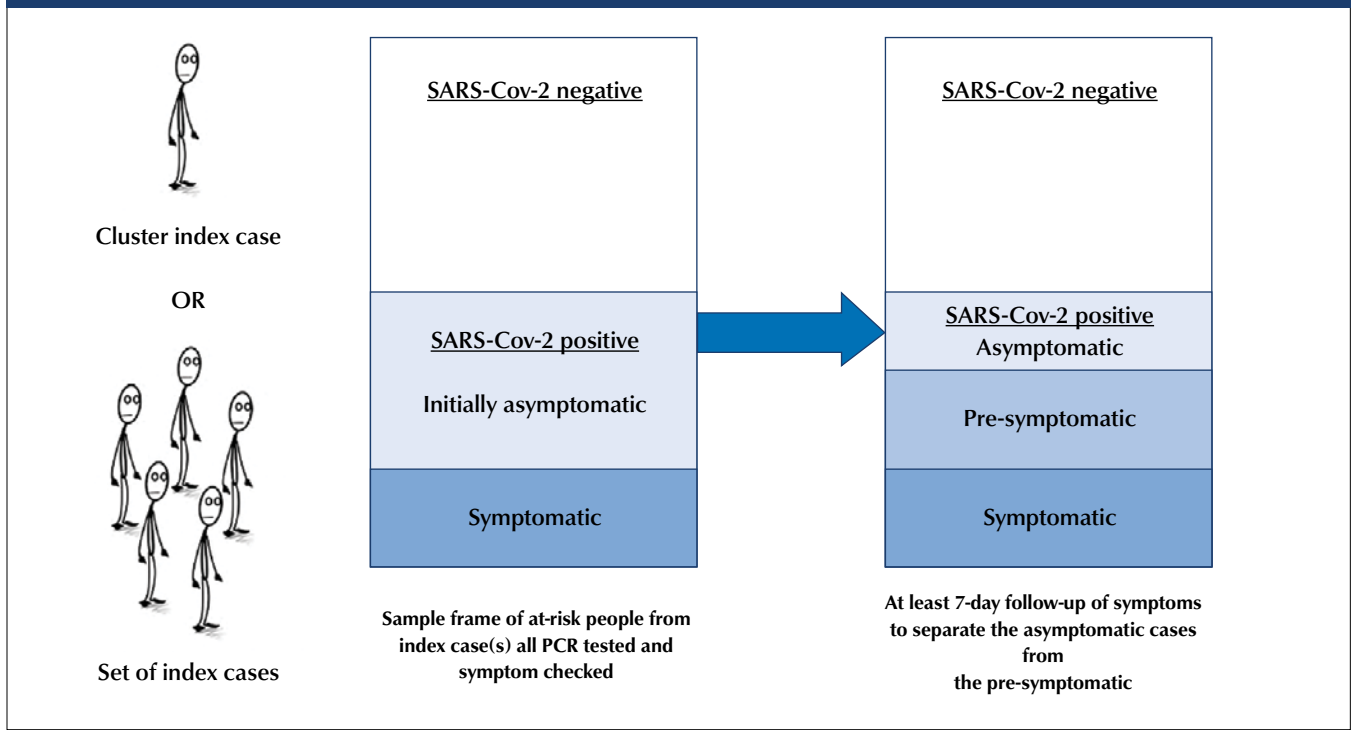 Cluster index case
OR
Set of index cases
SARS-Cov-2 negative
SARS-Cov-2 positive
Initially asymptomatic
Symptomatic
Sample frame of at-risk people from
index case(s) all PCR tested and
symptom checked
SARS-Cov-2 negative
SARS-Cov-2 positive
Asymptomatic
Pre-symptomatic
Symptomatic
At least 7-day follow-up of symptoms
to separate the asymptomatic cases
from
the pre-symptomatic